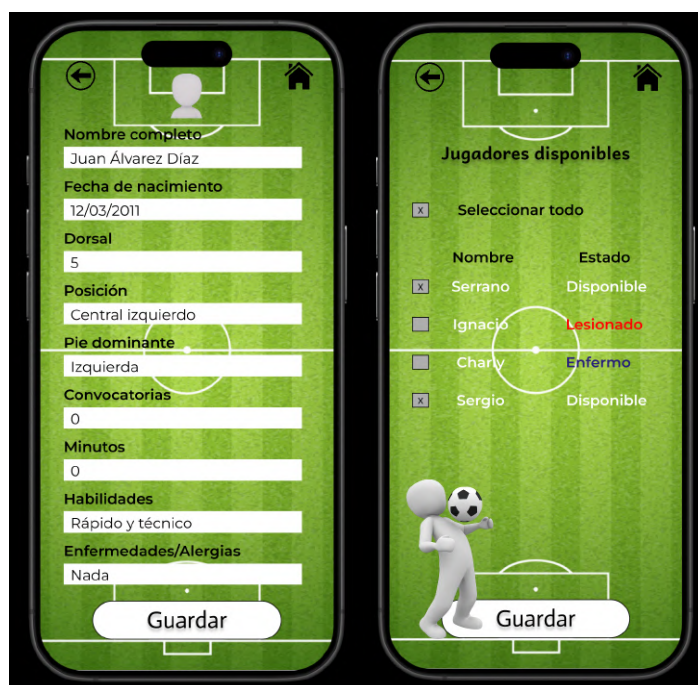 Nombre completo
Juan Álvarez Díaz
Fecha de nacimiento
12/03/2011
Dorsal
5
Posición
Central izquierdo
Pie dominante
Izquierda
Convocatorias
0
Minutos
0
Habilidades
Rápido y técnico
Enfermedades/Alergias
Nada
Guardar
Jugadores disponibles
x Seleccionar todo
Nombre Estado
x Serrano Disponible
Ignacio Lesionado
Charly Enfermo
x Sergio Disponible
Guardar